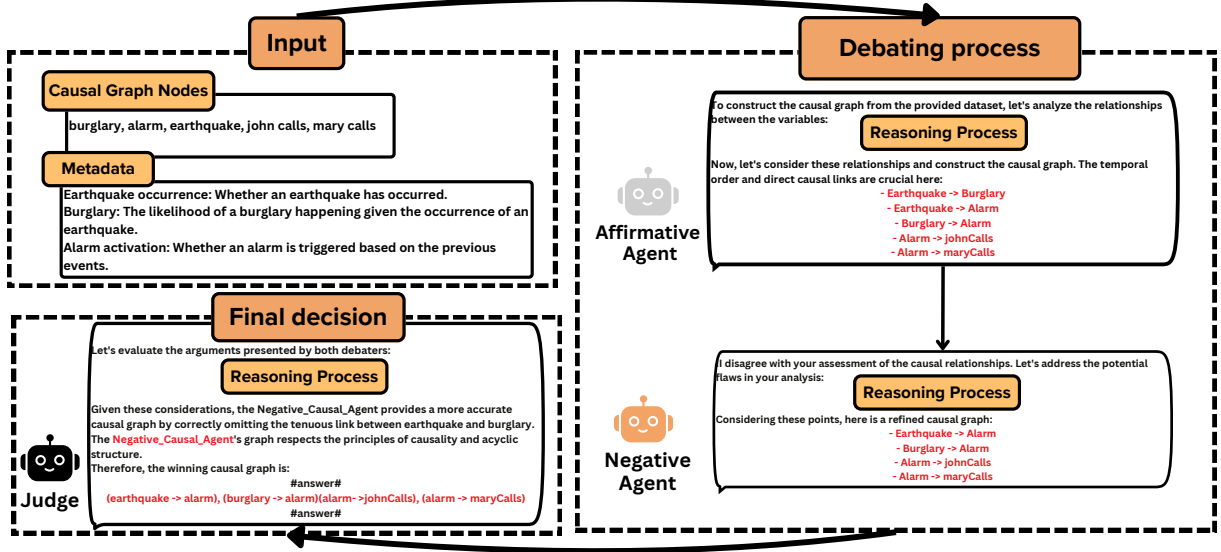 Input
Causal Graph Nodes
burglary, alarm, earthquake, john calls, mary calls
Metadata
Earthquake occurrence: Whether an earthquake has occurred.
Burglary: The likelihood of a burglary happening given the occurrence of an
earthquake.
Alarm activation: Whether an alarm is triggered based on the previous
events.
Debating process
To construct the causal graph from the provided dataset, let's analyze the relationships
between the variables:
Reasoning Process
Now, let's consider these relationships and construct the causal graph. The temporal
order and direct causal links are crucial here:
- Earthquake -> Burglary
- Earthquake -> Alarm
- Burglary -> Alarm
- Alarm -> johnCalls
- Alarm -> maryCalls
Affirmative
Agent
I disagree with your assessment of the causal relationships. Let's address the potential
flaws in your analysis:
Reasoning Process
Considering these points, here is a refined causal graph:
- Earthquake -> Alarm
- Burglary -> Alarm
- Alarm -> johnCalls
- Alarm -> maryCalls
Negative
Agent
Final decision
Let's evaluate the arguments presented by both debaters:
Reasoning Process
Given these considerations, the Negative_Causal_Agent provides a more accurate
causal graph by correctly omitting the tenuous link between earthquake and burglary.
The Negative_Causal_Agent's graph respects the principles of causality and acyclic
structure.
Therefore, the winning causal graph is:
#answer#
(earthquake -> alarm), (burglary -> alarm)(alarm->johnCalls), (alarm -> maryCalls)
#answer#
Judge